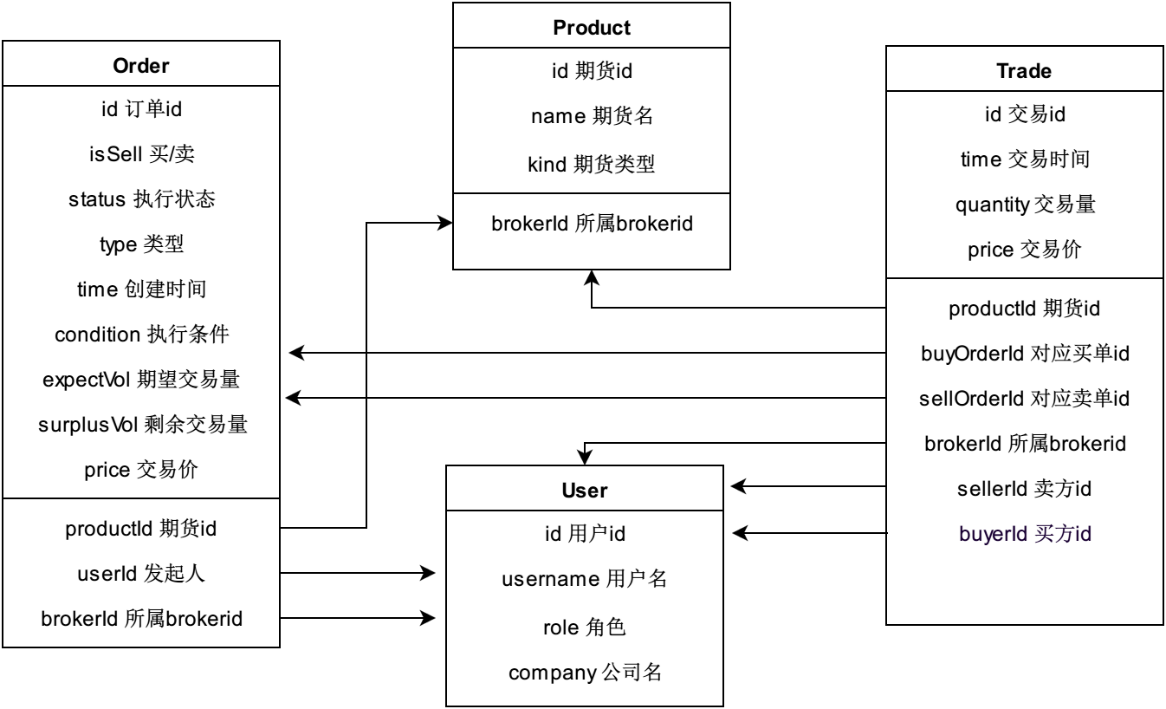 Order
id 订单id
isSell 买/卖
status 执行状态
type 类型
time 创建时间
condition 执行条件
expectVol 期望交易量
surplusVol 剩余交易量
price 交易价
productId 期货id
userId 发起人
brokerId 所属brokerid
Product
id 期货id
name 期货名
kind 期货类型
brokerId 所属brokerid
User
id 用户id
username 用户名
role 角色
company 公司名
Trade
id 交易id
time 交易时间
quantity 交易量
price 交易价
productId 期货id
buyOrderId 对应买单id
sellOrderId 对应卖单id
brokerId 所属brokerid
sellerId 卖方id
buyerId 买方id